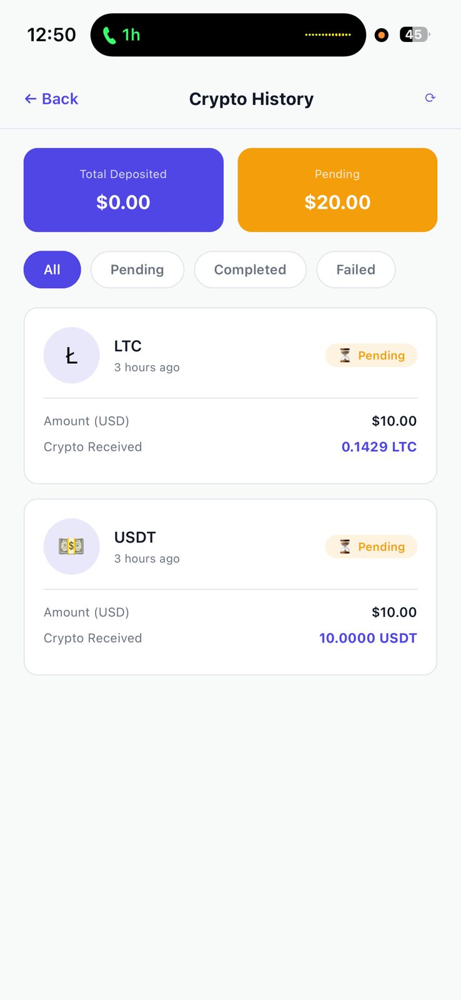 12:50 1h 45
← Back Crypto History ⟳
Total Deposited
$0.00
Pending
$20.00
All Pending Completed Failed
Ł
LTC
3 hours ago
⏳ Pending
Amount (USD) $10.00
Crypto Received 0.1429 LTC
USDT
3 hours ago
⏳ Pending
Amount (USD) $10.00
Crypto Received 10.0000 USDT